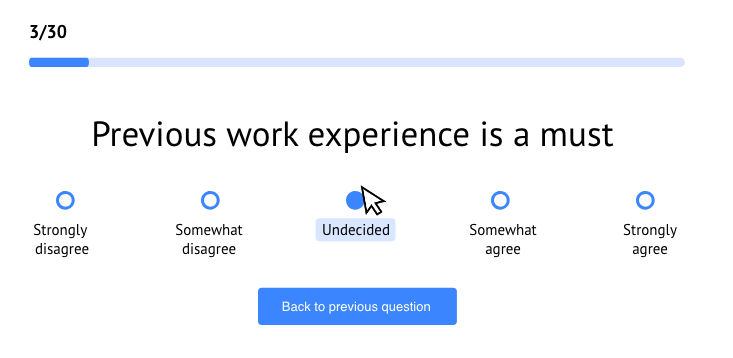 3/30
Previous work experience is a must
Strongly disagree
Somewhat disagree
Undecided
Somewhat agree
Strongly agree
Back to previous question